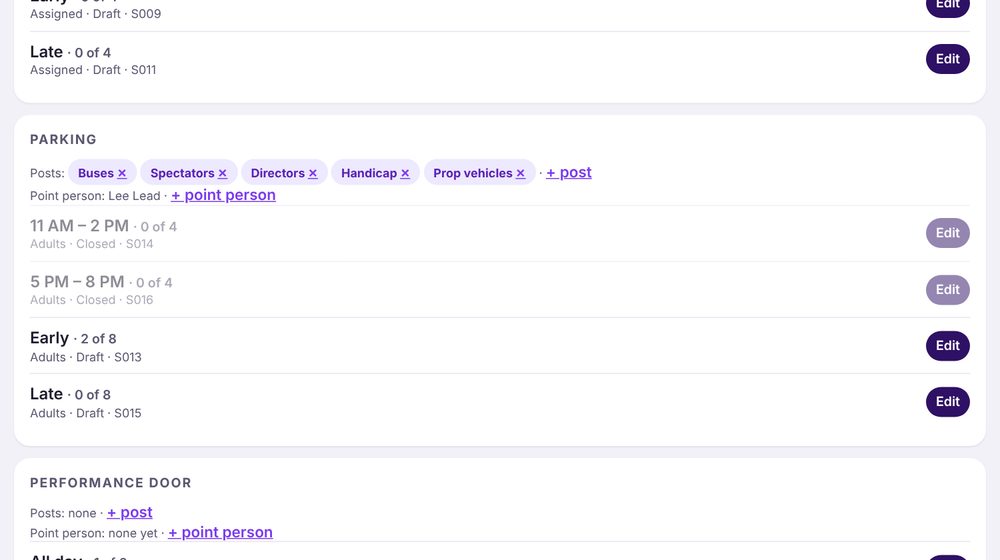 Assigned · Draft · S009
Edit
Late · 0 of 4
Assigned · Draft · S011
Edit
PARKING
Posts: Buses × Spectators × Directors × Handicap × Prop vehicles × · + post
Point person: Lee Lead · + point person
11 AM – 2 PM · 0 of 4
Adults · Closed · S014
Edit
5 PM – 8 PM · 0 of 4
Adults · Closed · S016
Edit
Early · 2 of 8
Adults · Draft · S013
Edit
Late · 0 of 8
Adults · Draft · S015
Edit
PERFORMANCE DOOR
Posts: none · + post
Point person: none yet · + point person